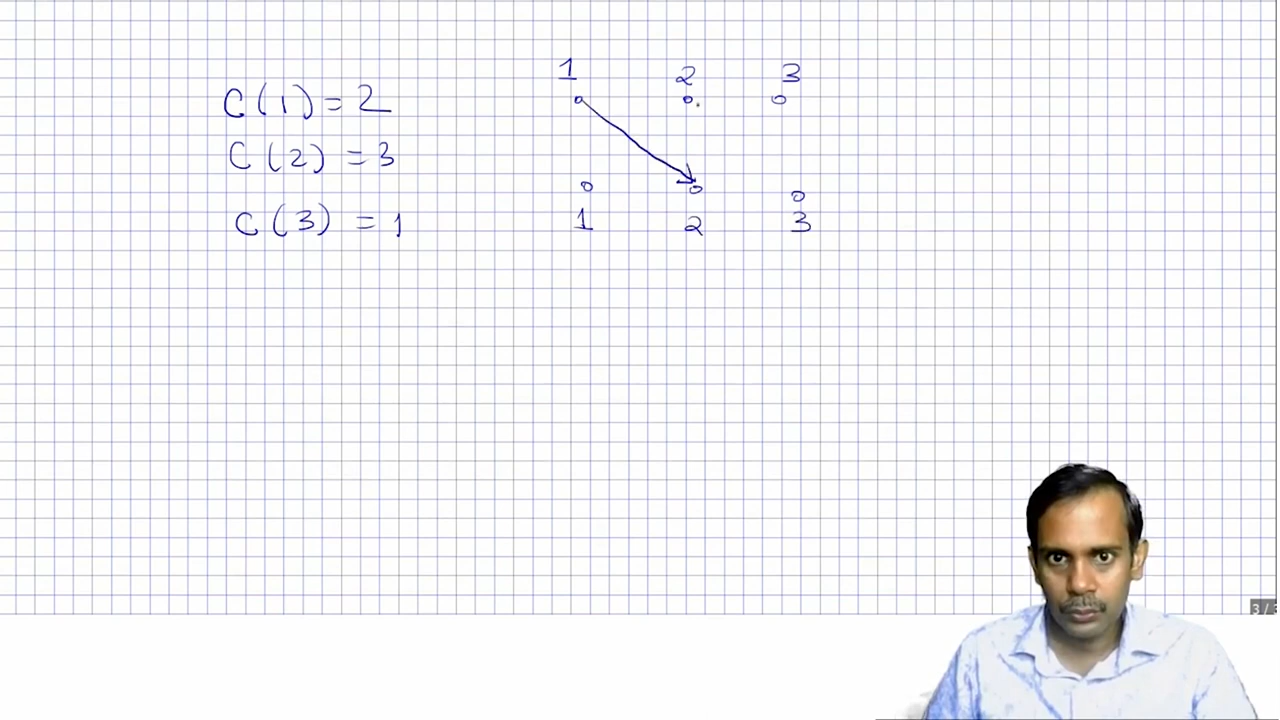 C(1)=2
C(2)=3
C(3)=1
1 2 3
1 2 3